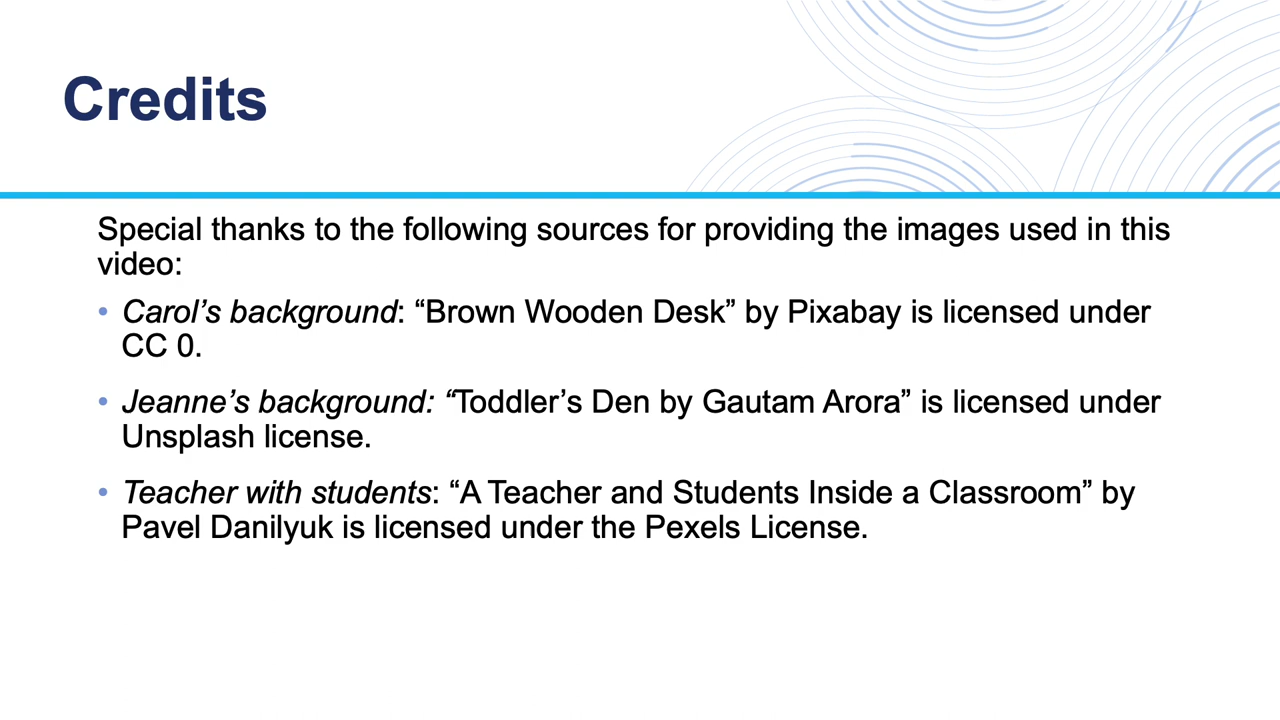 Credits
Special thanks to the following sources for providing the images used in this
video:
• Carol’s background: “Brown Wooden Desk” by Pixabay is licensed under
CC 0.
• Jeanne’s background: “Toddler’s Den by Gautam Arora” is licensed under
Unsplash license.
• Teacher with students: “A Teacher and Students Inside a Classroom” by
Pavel Danilyuk is licensed under the Pexels License.